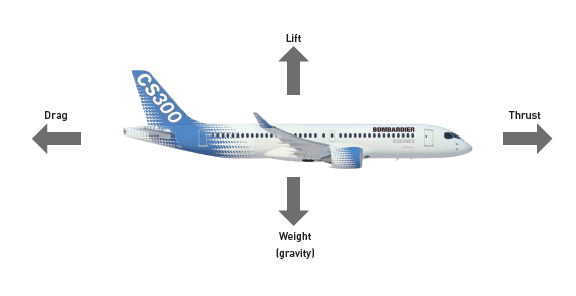 Lift
CS300
Drag
Thrust
BOMBARDIER
Weight
(gravity)